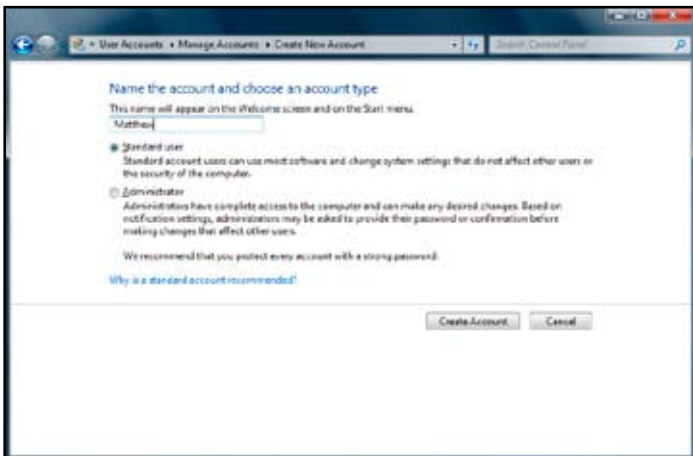 User Accounts ▸ Manage Accounts ▸ Create New Account
Search Control Panel
Name the account and choose an account type
This name will appear on the Welcome screen and on the Start menu.
Matthew
Standard user
Standard account users can use most software and change system settings that do not affect other users or
the security of the computer.
Administrator
Administrators have complete access to the computer and can make any desired changes. Based on
notification settings, administrators may be asked to provide their password or confirmation before
making changes that affect other users.
We recommend that you protect every account with a strong password.
Why is a standard account recommended?
Create Account
Cancel